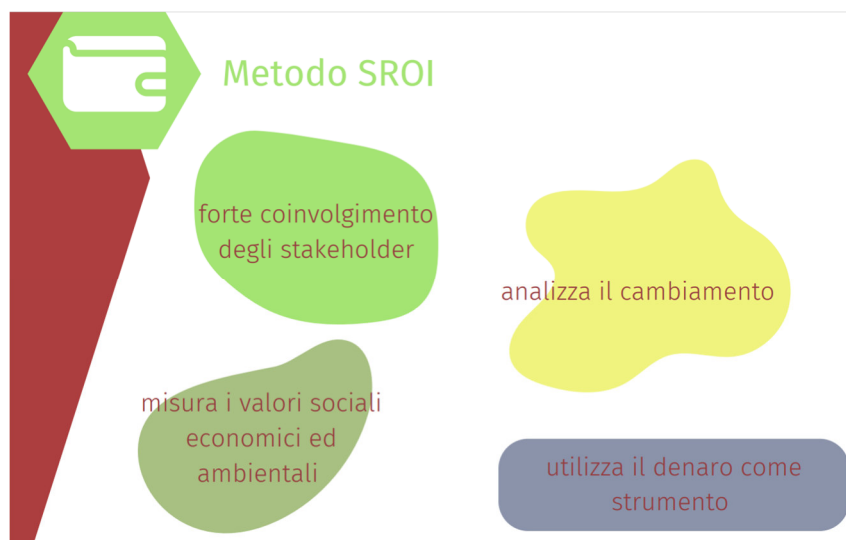 Metodo SROI
forte coinvolgimento
degli stakeholder
analizza il cambiamento
misura i valori sociali
economici ed
ambientali
utilizza il denaro come
strumento